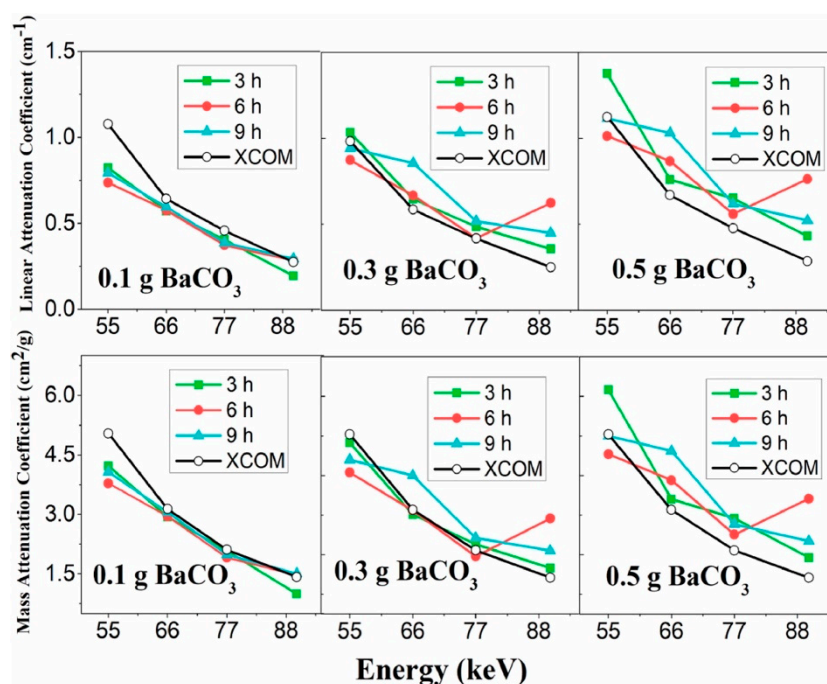 Linear Attenuation Coefficient (cm-1)
1.5
1.0
0.5
0.0
3 h
6 h
9 h
XCOM
0.1 g BaCO3
55 66 77 88
3 h
6 h
9 h
XCOM
0.3 g BaCO3
55 66 77 88
3 h
6 h
9 h
XCOM
0.5 g BaCO3
55 66 77 88
Mass Attenuation Coefficient (cm2/g)
6.0
4.5
3.0
1.5
3 h
6 h
9 h
XCOM
0.1 g BaCO3
55 66 77 88
3 h
6 h
9 h
XCOM
0.3 g BaCO3
55 66 77 88
3 h
6 h
9 h
XCOM
0.5 g BaCO3
55 66 77 88
Energy (keV)